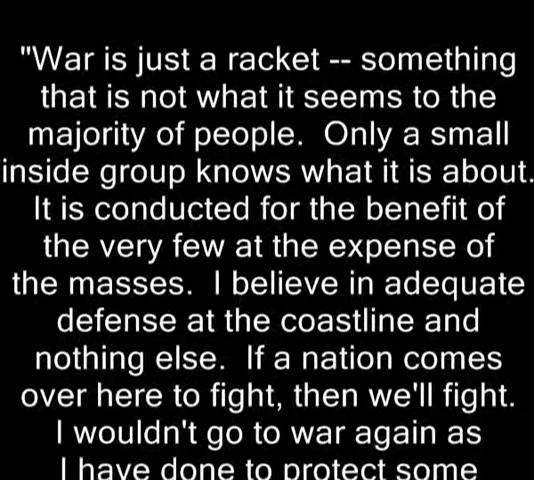 "War is just a racket -- something
that is not what it seems to the
majority of people.  Only a small
inside group knows what it is about.
It is conducted for the benefit of
the very few at the expense of
the masses.  I believe in adequate
defense at the coastline and
nothing else.  If a nation comes
over here to fight, then we'll fight.
I wouldn't go to war again as
I have done to protect some